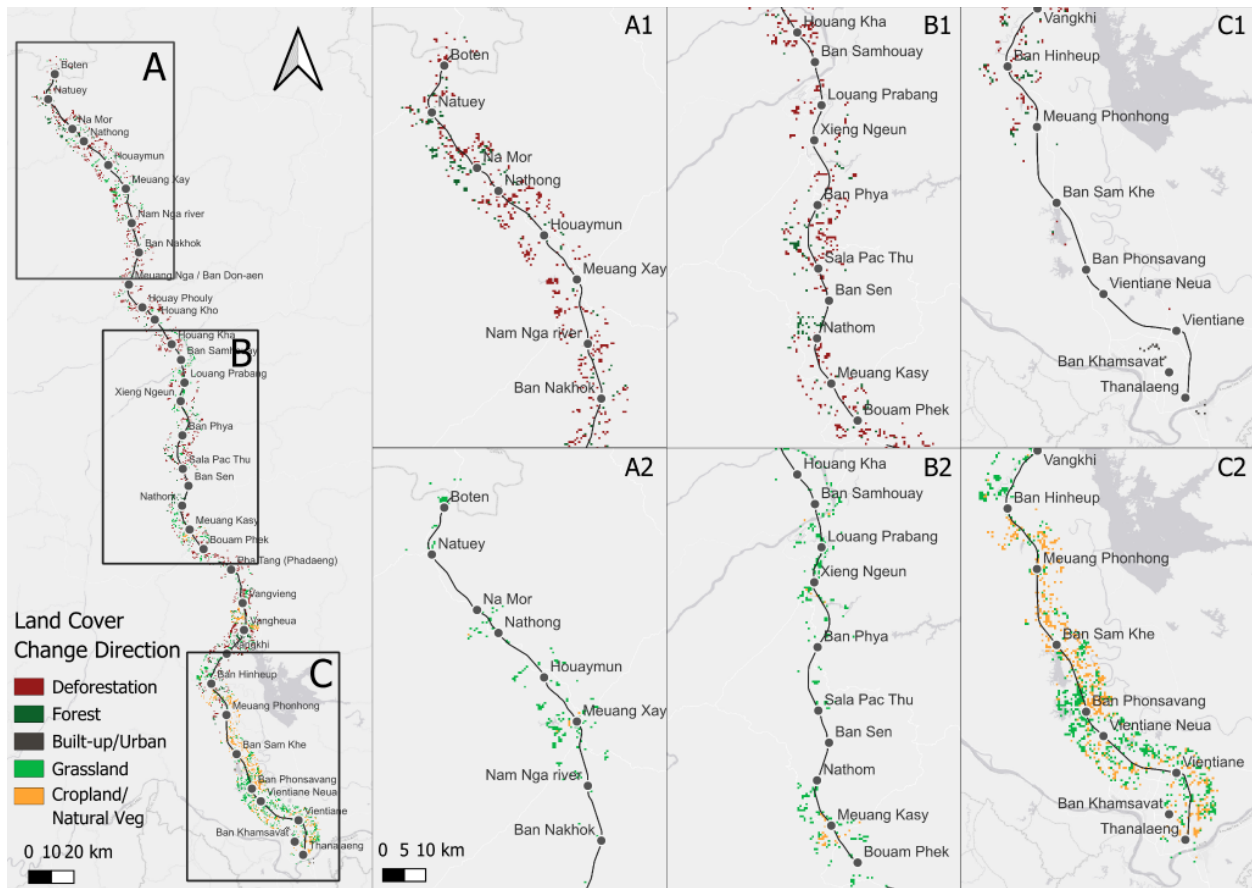 A
Boten
Natuey
Na Mor
Nathong
Houaymun
Meuang Xay
Nam Nga river
Ban Nakhok
Meuang Nga / Ban Don-aen
Houay Phouly
Houang Kho
Houang Kha
B
Ban Samhouay
Louang Prabang
Xieng Ngeun
Ban Phya
Sala Pac Thu
Ban Sen
Nathom
Meuang Kasy
Bouam Phek
Pha Tang (Phadaeng)
Vangvieng
Vangheua
Vangkhi
C
Ban Hinheup
Meuang Phonhong
Ban Sam Khe
Ban Phonsavang
Vientiane Neua
Vientiane
Ban Khamsavat
Thanalaeng
Land Cover
Change Direction
Deforestation
Forest
Built-up/Urban
Grassland
Cropland/
Natural Veg
0 10 20 km
A1
Boten
Natuey
Na Mor
Nathong
Houaymun
Meuang Xay
Nam Nga river
Ban Nakhok
B1
Houang Kha
Ban Samhouay
Louang Prabang
Xieng Ngeun
Ban Phya
Sala Pac Thu
Ban Sen
Nathom
Meuang Kasy
Bouam Phek
C1
Vangkhi
Ban Hinheup
Meuang Phonhong
Ban Sam Khe
Ban Phonsavang
Vientiane Neua
Vientiane
Ban Khamsavat
Thanalaeng
A2
Boten
Natuey
Na Mor
Nathong
Houaymun
Meuang Xay
Nam Nga river
Ban Nakhok
0 5 10 km
B2
Houang Kha
Ban Samhouay
Louang Prabang
Xieng Ngeun
Ban Phya
Sala Pac Thu
Ban Sen
Nathom
Meuang Kasy
Bouam Phek
C2
Vangkhi
Ban Hinheup
Meuang Phonhong
Ban Sam Khe
Ban Phonsavang
Vientiane Neua
Vientiane
Ban Khamsavat
Thanalaeng